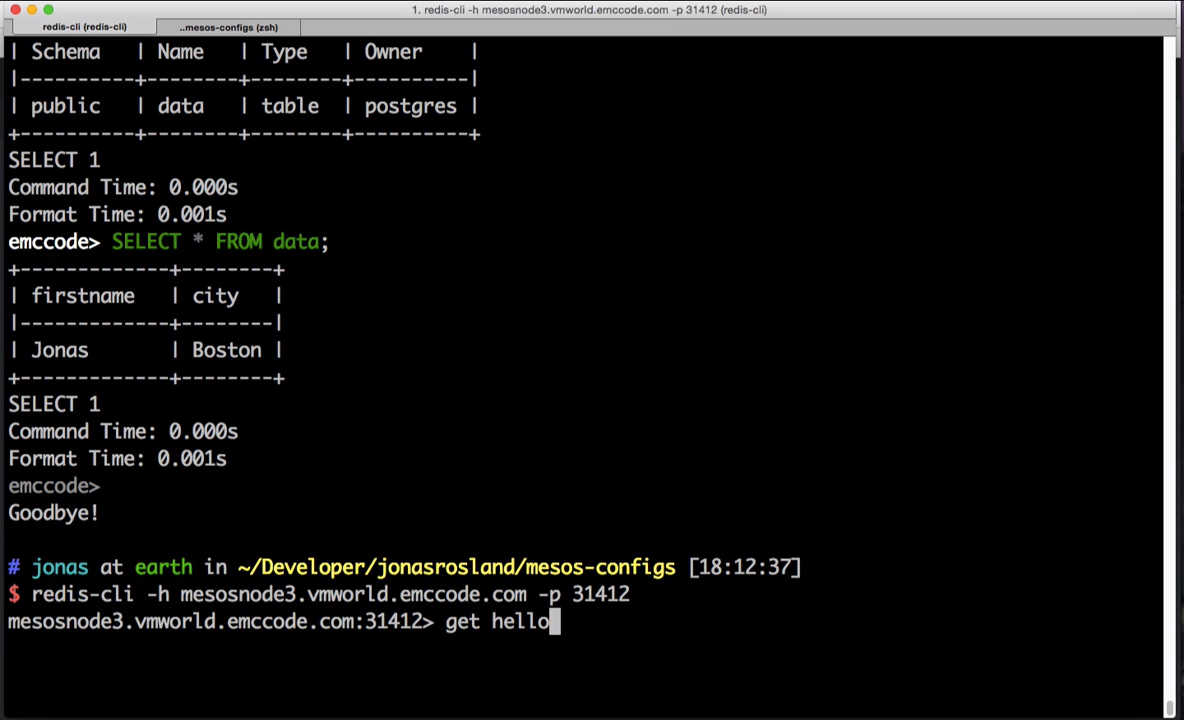 1. redis-cli -h mesosnode3.vmworld.emccode.com -p 31412 (redis-cli)
redis-cli (redis-cli) ..mesos-configs (zsh)
| Schema | Name | Type | Owner |
|----------+--------+--------+----------|
| public | data | table | postgres |
+----------+--------+--------+----------+
SELECT 1
Command Time: 0.000s
Format Time: 0.001s
emccode> SELECT * FROM data;
+-------------+--------+
| firstname | city |
|-------------+--------|
| Jonas | Boston |
+-------------+--------+
SELECT 1
Command Time: 0.000s
Format Time: 0.001s
emccode>
Goodbye!
# jonas at earth in ~/Developer/jonasrosland/mesos-configs [18:12:37]
$ redis-cli -h mesosnode3.vmworld.emccode.com -p 31412
mesosnode3.vmworld.emccode.com:31412> get hello